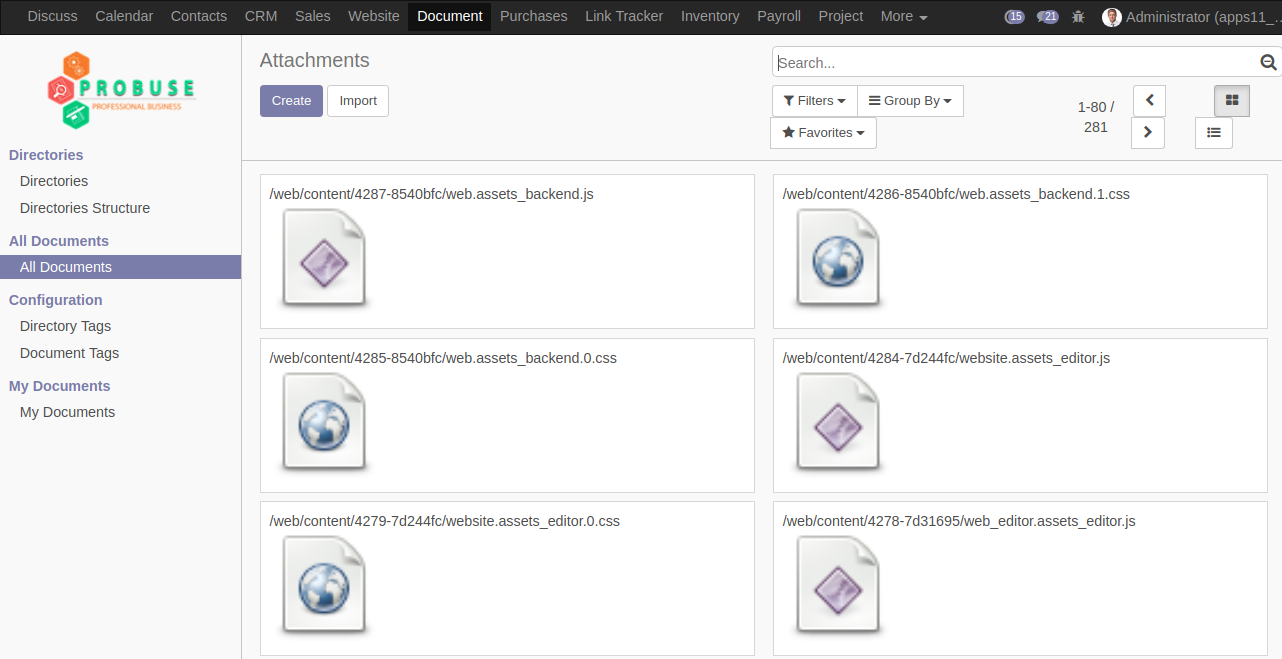 Discuss Calendar Contacts CRM Sales Website Document Purchases Link Tracker Inventory Payroll Project More 15 21 Administrator (apps11_...
PROBUSE
PROFESSIONAL BUSINESS
Directories
Directories
Directories Structure
All Documents
All Documents
Configuration
Directory Tags
Document Tags
My Documents
My Documents
Attachments
Search...
Create Import
Filters Group By
Favorites
1-80 /
281
/web/content/4287-8540bfc/web.assets_backend.js
/web/content/4286-8540bfc/web.assets_backend.1.css
/web/content/4285-8540bfc/web.assets_backend.0.css
/web/content/4284-7d244fc/website.assets_editor.js
/web/content/4279-7d244fc/website.assets_editor.0.css
/web/content/4278-7d31695/web_editor.assets_editor.js